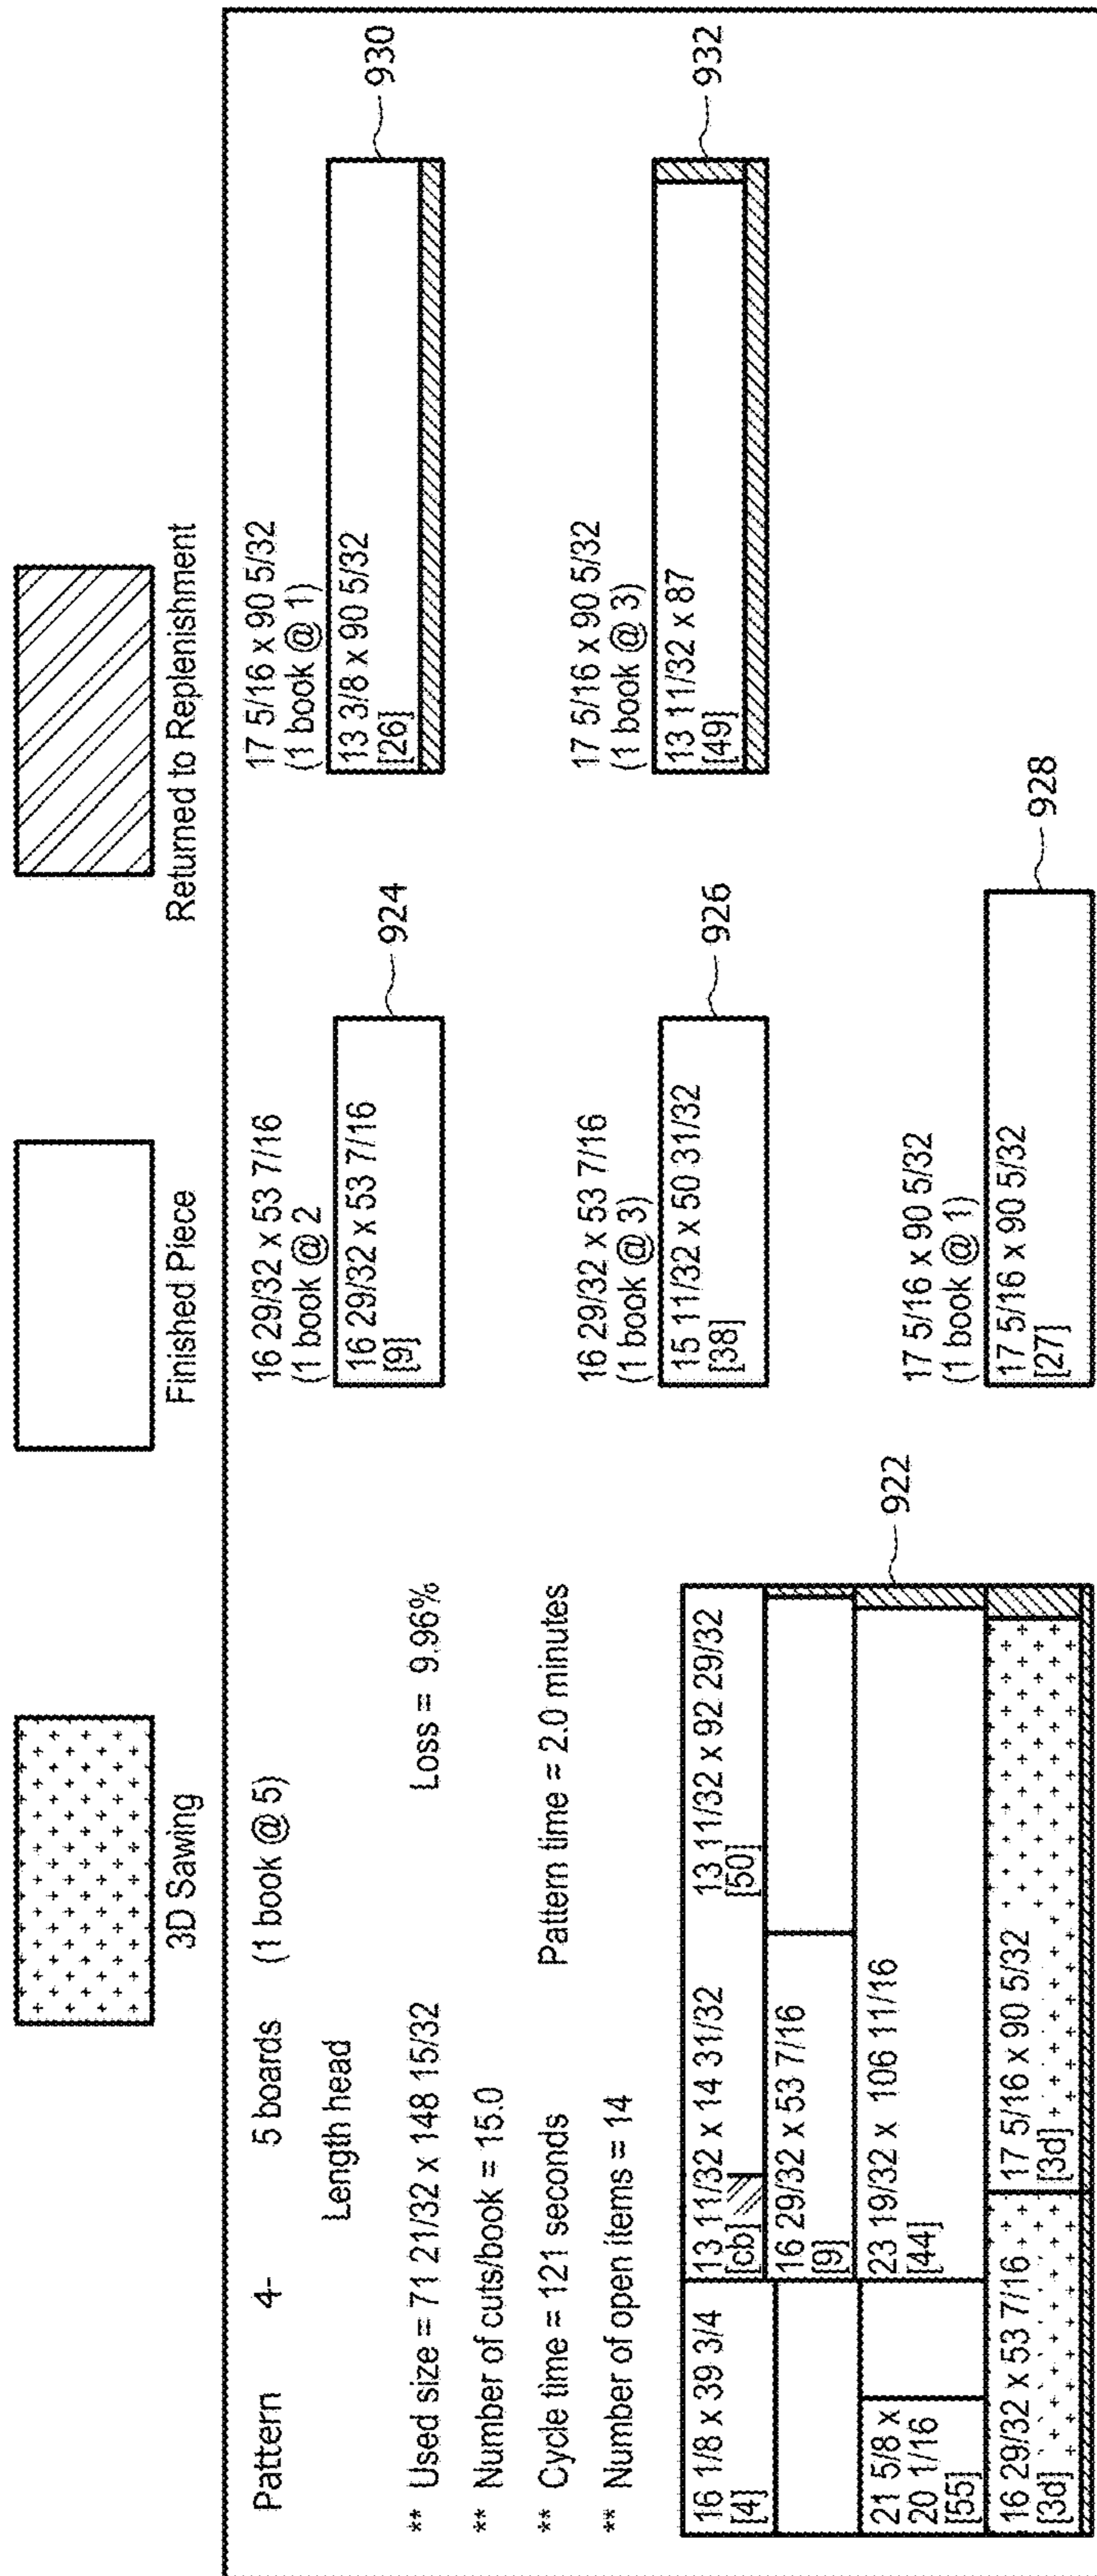 3D Sawing
Finished Piece
Returned to Replenishment
Pattern 4- 5 boards (1 book @ 5)
Length head
** Used size = 71 21/32 x 148 15/32 Loss = 9.96%
** Number of cuts/book = 15.0
** Cycle time = 121 seconds Pattern time = 2.0 minutes
** Number of open items = 14
16 1/8 x 39 3/4
[4]
13 11/32 x 14 31/32
[cb]
13 11/32 x 92 29/32
[50]
16 29/32 x 53 7/16
[9]
21 5/8 x
20 1/16
[55]
23 19/32 x 106 11/16
[44]
16 29/32 x 53 7/16
[3d]
17 5/16 x 90 5/32
[3d]
922
16 29/32 x 53 7/16
(1 book @ 2
16 29/32 x 53 7/16
[9]
924
16 29/32 x 53 7/16
(1 book @ 3)
15 11/32 x 50 31/32
[38]
926
17 5/16 x 90 5/32
(1 book @ 1)
17 5/16 x 90 5/32
[27]
928
17 5/16 x 90 5/32
(1 book @ 1)
13 3/8 x 90 5/32
[26]
930
17 5/16 x 90 5/32
(1 book @ 3)
13 11/32 x 87
[49]
932